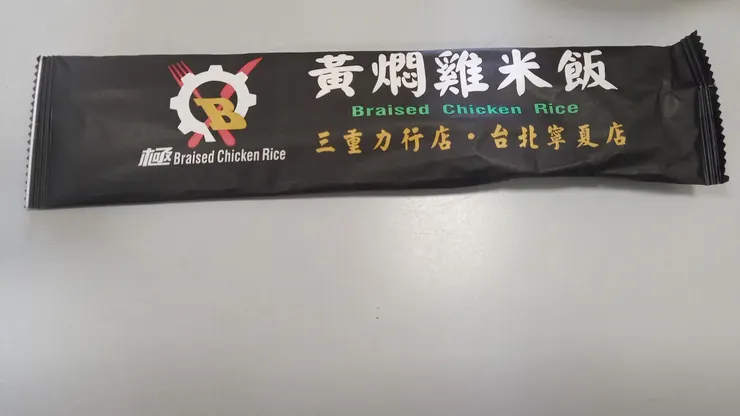 B
極 Braised Chicken Rice
黃燜雞米飯
Braised Chicken Rice
三重力行店・台北寧夏店